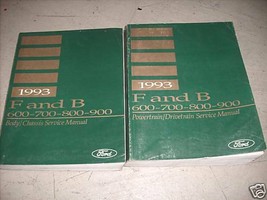 1993
F and B
600-700-800-900
Body/Chassis Service Manual
Ford
1993
F and B
600-700-800-900
Powertrain/Drivetrain Service Manual
Ford